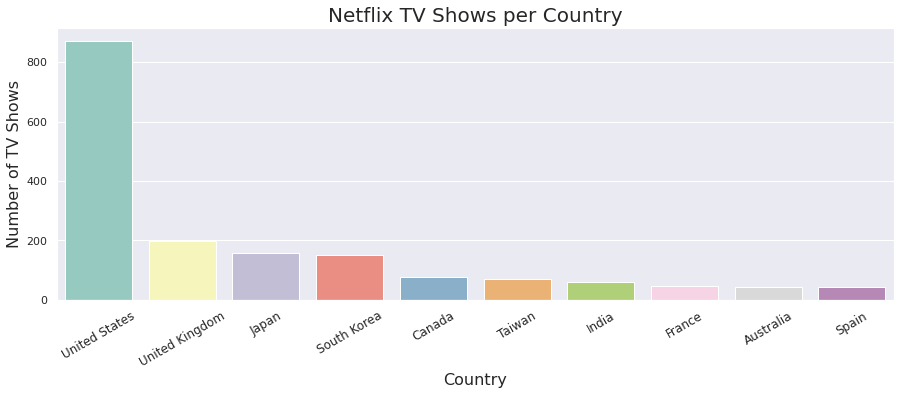 Netflix TV Shows per Country
Number of TV Shows
800
600
400
200
0
United States
United Kingdom
Japan
South Korea
Canada
Taiwan
India
France
Australia
Spain
Country